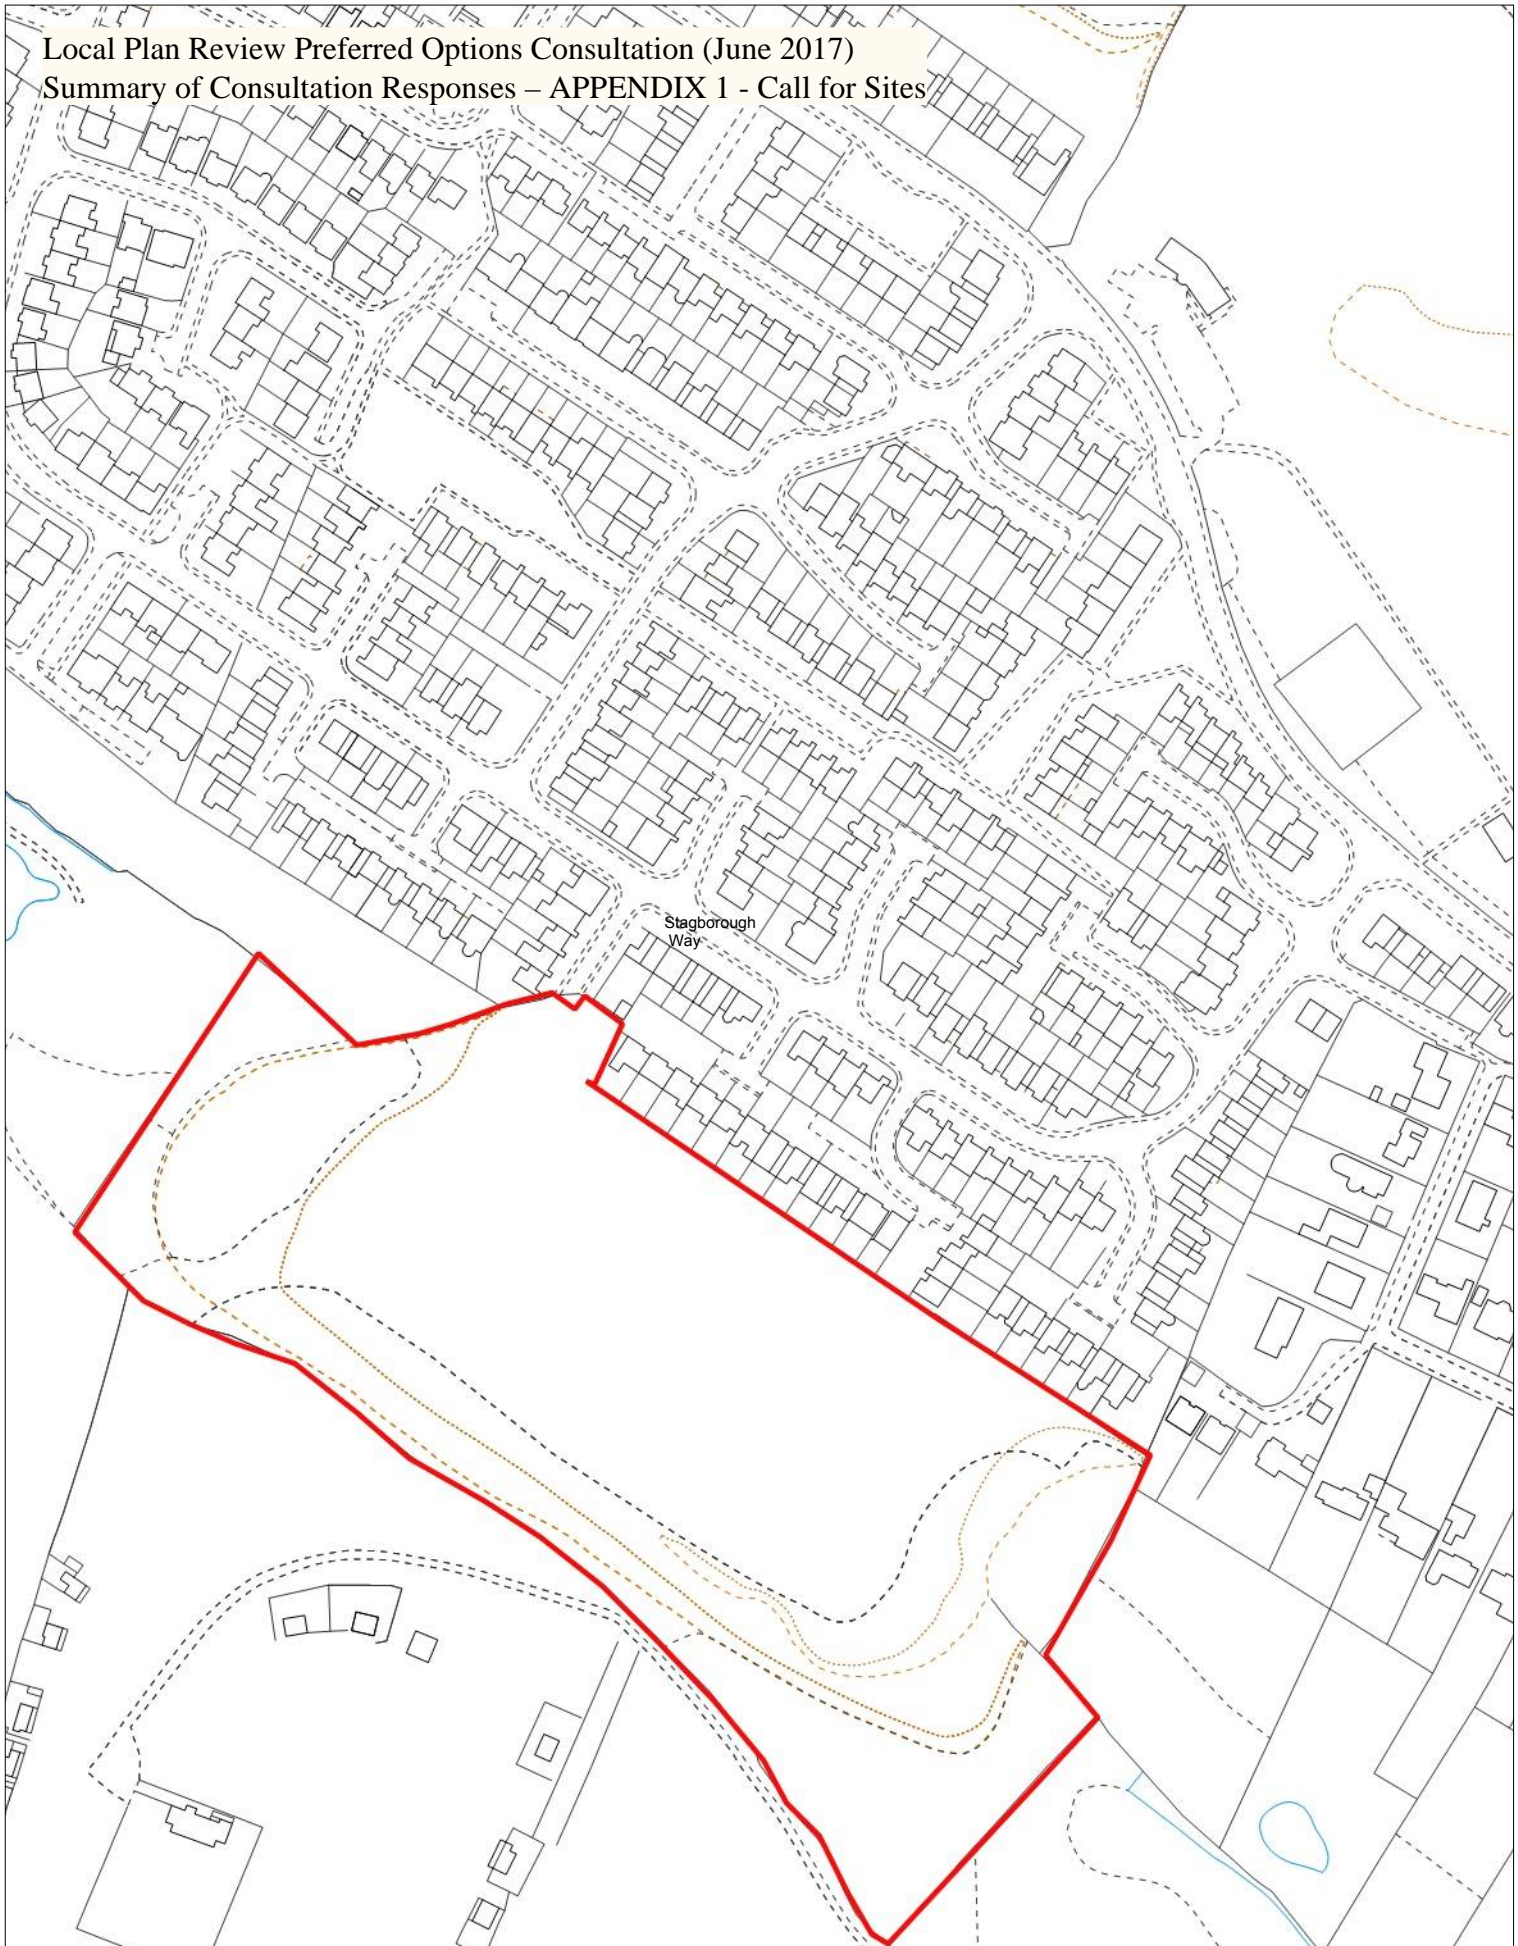 Local Plan Review Preferred Options Consultation (June 2017)
Summary of Consultation Responses – APPENDIX 1 - Call for Sites
Stagborough
Way